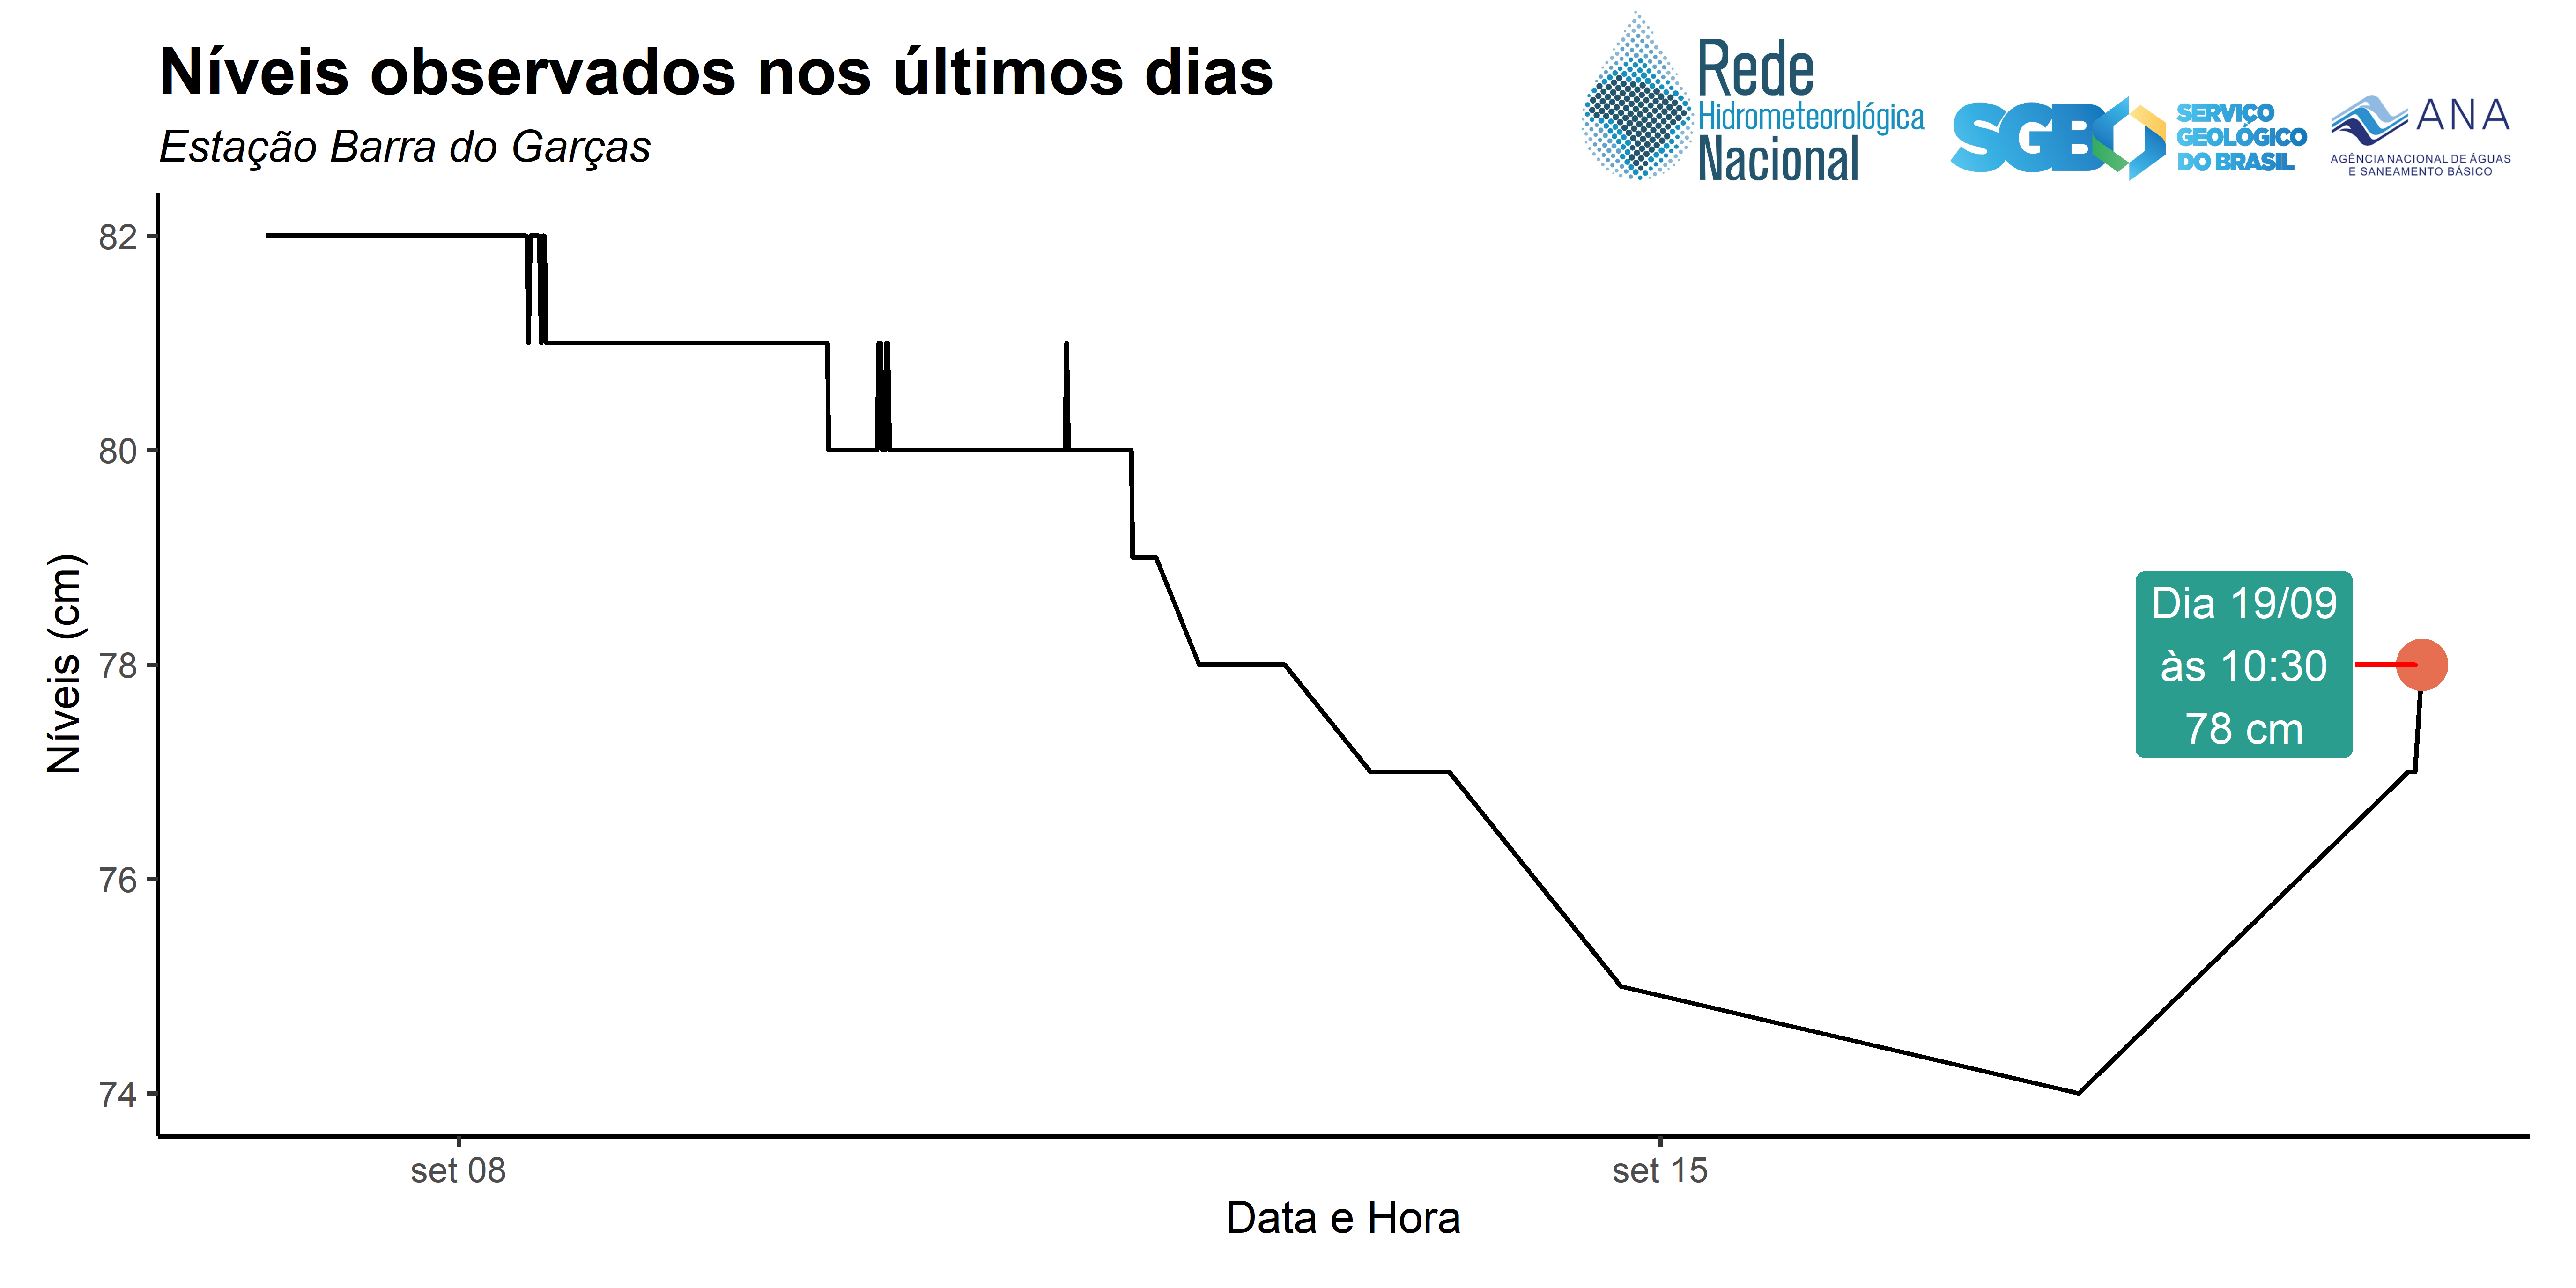 Níveis observados nos últimos dias
Estação Barra do Garças
Rede
Hidrometeorológica
Nacional
SGB
SERVIÇO
GEOLÓGICO
DO BRASIL
ANA
AGÊNCIA NACIONAL DE ÁGUAS
E SANEAMENTO BÁSICO
82
80
78
76
74
Níveis (cm)
Dia 19/09
às 10:30
78 cm
set 08
set 15
Data e Hora